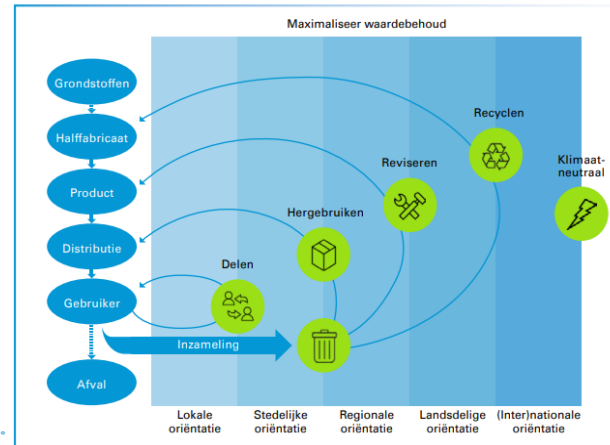 Maximaliseer waardebehoud
Grondstoffen
Halffabricaat
Product
Distributie
Gebruiker
Afval
Recyclen
Klimaat-
neutraal
Reviseren
Hergebruiken
Delen
Inzameling
Lokale
oriëntatie
Stedelijke
oriëntatie
Regionale
oriëntatie
Landsdelige
oriëntatie
(Inter)nationale
oriëntatie